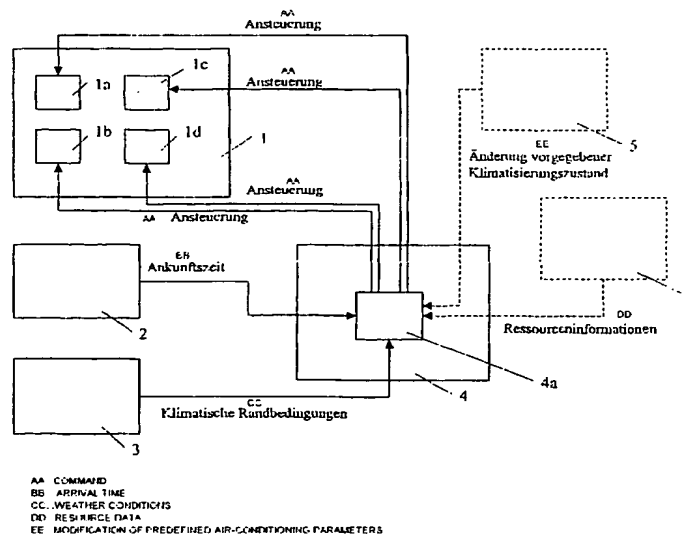 AA
Ansteuerung
1a
1c
AA
Ansteuerung
1b
1d
1
AA
Ansteuerung
AA Ansteuerung
5
EE
Änderung vorgegebener
Klimatisierungszustand
Ankunftszeit
2
DD
Ressourceninformationen
4a
4
CC
Klimatische Randbedingungen
3
AA COMMAND
BB ARRIVAL TIME
CC...WEATHER CONDITIONS
DD RESOURCE DATA
EE MODIFICATION OF PREDEFINED AIR-CONDITIONING PARAMETERS